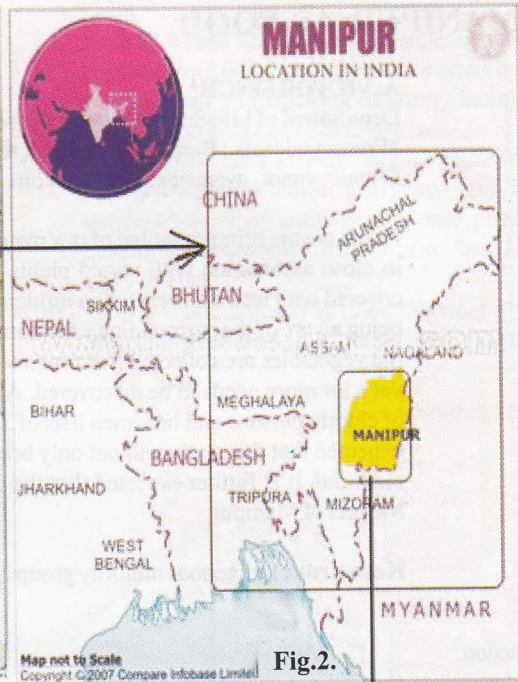 MANIPUR
LOCATION IN INDIA
CHINA
ARUNACHAL
PRADESH
SIKKIM
BHUTAN
NEPAL
ASSAM
NAGALAND
BIHAR
MEGHALAYA
MANIPUR
BANGLADESH
JHARKHAND
TRIPURA
MIZORAM
WEST
BENGAL
MYANMAR
Map not to Scale
Copyright © 2007 Compare Infobase Limited
Fig.2.